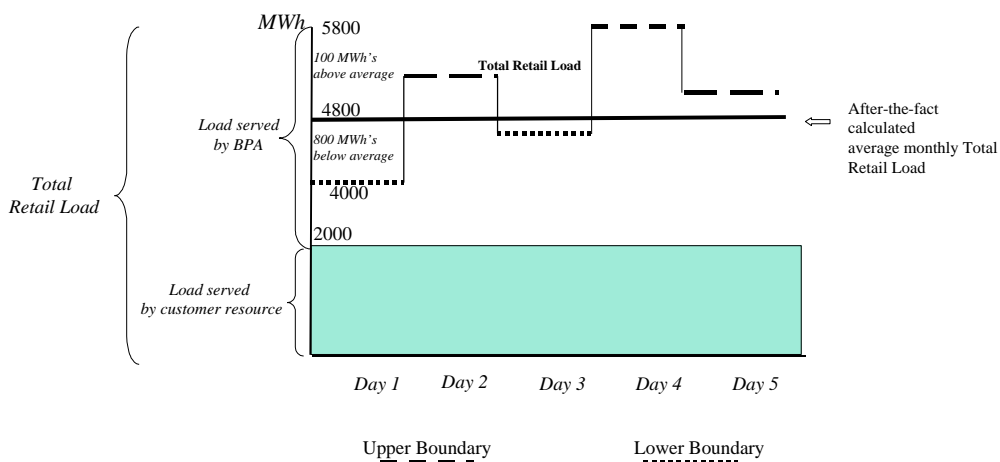 MWh
5800
100 MWh's
above average
Total Retail Load
4800
Load served
by BPA
800 MWh's
below average
After-the-fact
calculated
average monthly Total
Retail Load
Total
Retail Load
4000
2000
Load served
by customer resource
Day 1 Day 2 Day 3 Day 4 Day 5
Upper Boundary Lower Boundary